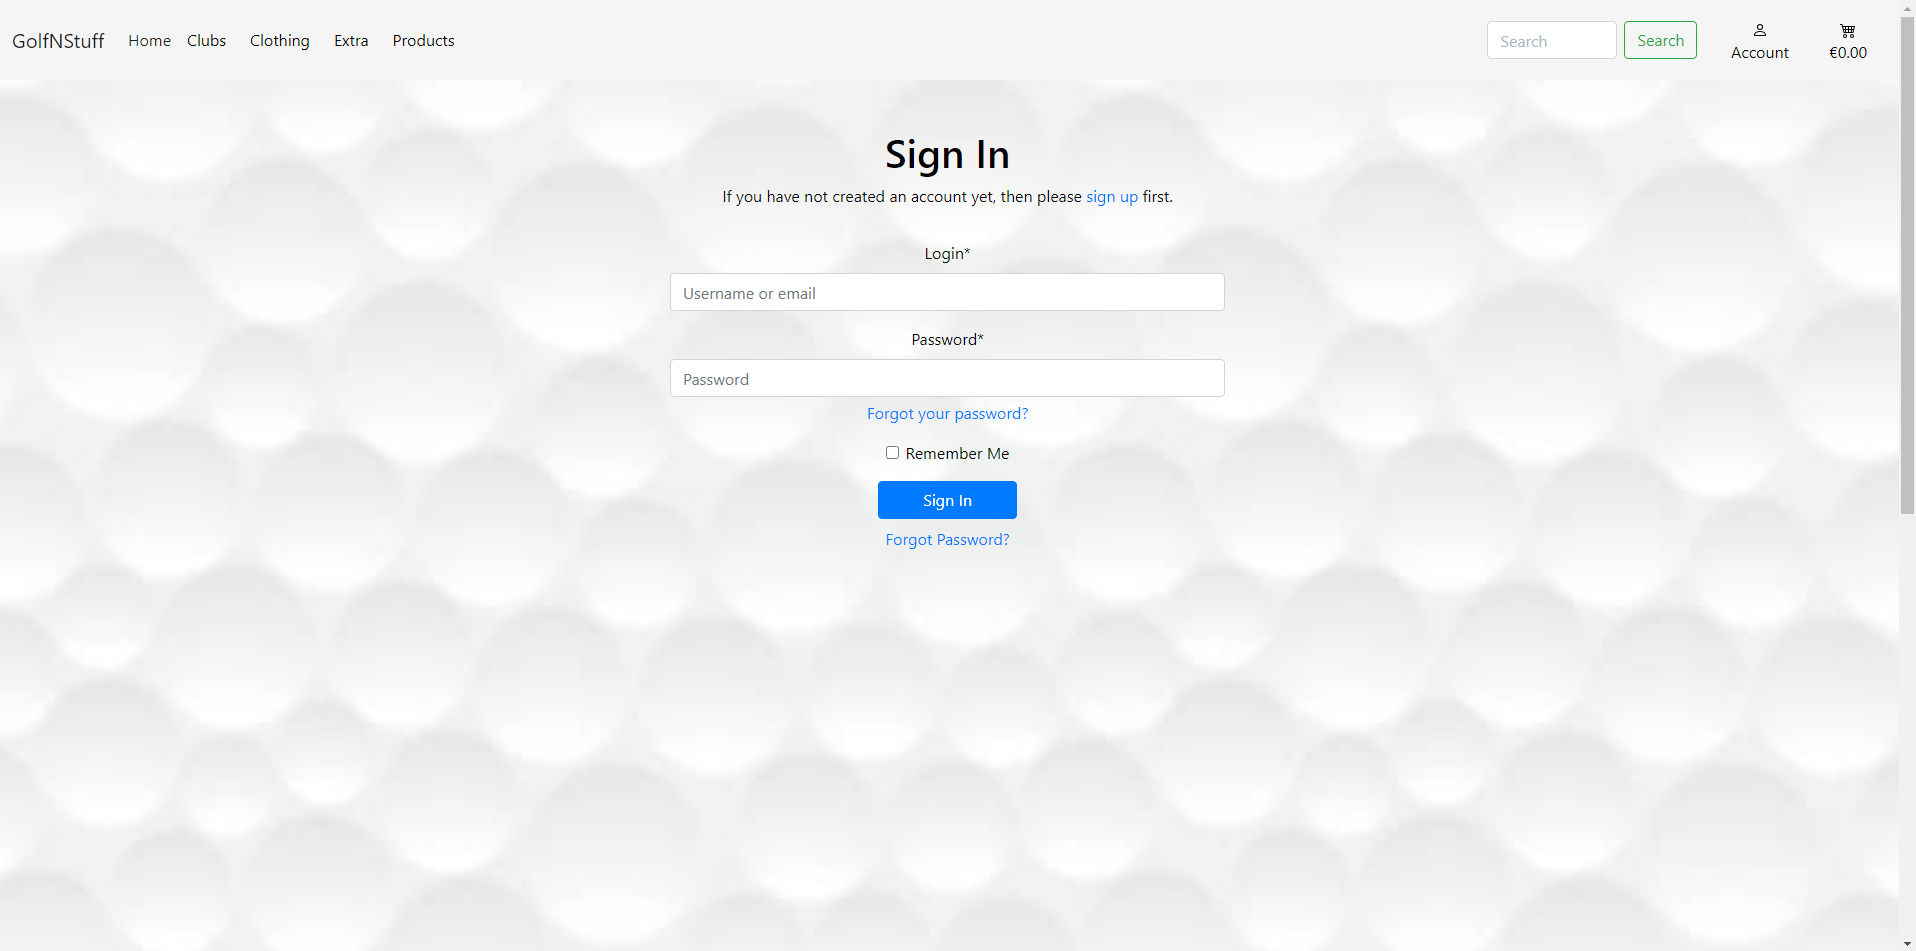 GolfNStuff Home Clubs Clothing Extra Products Search Search Account €0.00
Sign In
If you have not created an account yet, then please sign up first.
Login*
Username or email
Password*
Password
Forgot your password?
Remember Me
Sign In
Forgot Password?